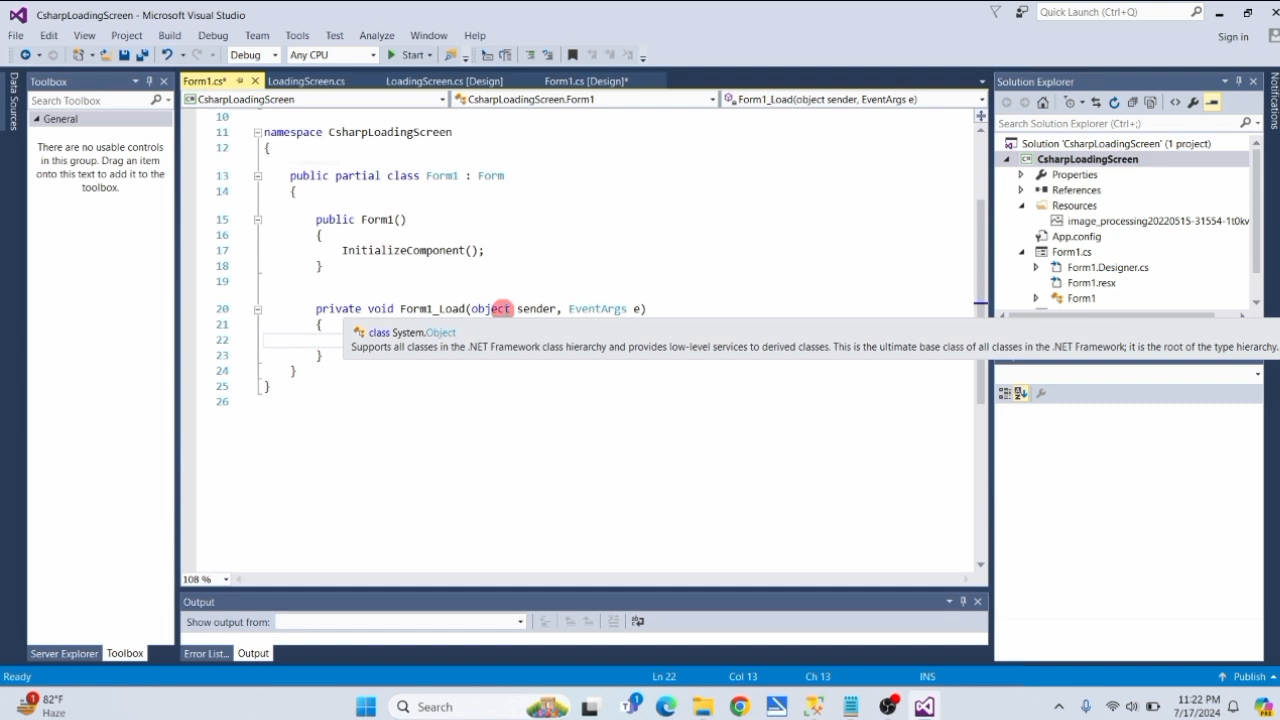 CsharpLoadingScreen - Microsoft Visual Studio
Quick Launch (Ctrl+Q)
File Edit View Project Build Debug Team Tools Test Analyze Window Help
Sign in
Debug Any CPU Start
Data Sources
Toolbox
Search Toolbox
General
There are no usable controls
in this group. Drag an item
onto this text to add it to the
toolbox.
Server Explorer Toolbox
Form1.cs* LoadingScreen.cs LoadingScreen.cs [Design] Form1.cs [Design]*
CsharpLoadingScreen CsharpLoadingScreen.Form1 Form1_Load(object sender, EventArgs e)
10
11 namespace CsharpLoadingScreen
12 {
13 public partial class Form1 : Form
14 {
15 public Form1()
16 {
17 InitializeComponent();
18 }
19
20 private void Form1_Load(object sender, EventArgs e)
21 {
22
23 }
24 }
25 }
26
class System.Object
Supports all classes in the .NET Framework class hierarchy and provides low-level services to derived classes. This is the ultimate base class of all classes in the .NET Framework; it is the root of the type hierarchy.
108 %
Output
Show output from:
Error List... Output
Solution Explorer
Search Solution Explorer (Ctrl+;)
Solution 'CsharpLoadingScreen' (1 project)
CsharpLoadingScreen
Properties
References
Resources
image_processing20220515-31554-1t0kv
App.config
Form1.cs
Form1.Designer.cs
Form1.resx
Form1
Notifications
Ready Ln 22 Col 13 Ch 13 INS Publish
1
82°F
Haze
Search
1
11:22 PM
7/17/2024